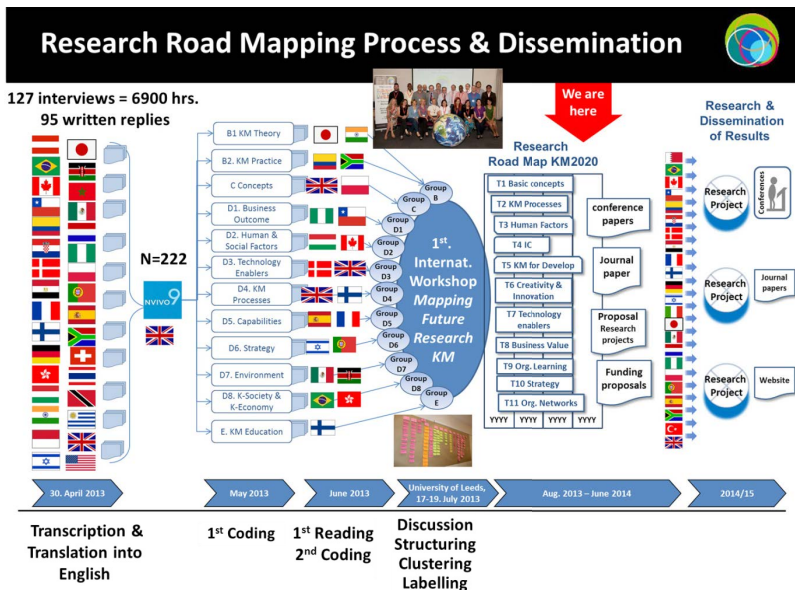 Research Road Mapping Process & Dissemination
127 interviews = 6900 hrs.
95 written replies
N=222
NVIVO 9
B1 KM Theory
B2. KM Practice
C Concepts
D1. Business
Outcome
D2. Human &
Social Factors
D3. Technology
Enablers
D4. KM
Processes
D5. Capabilities
D6. Strategy
D7. Environment
D8. K-Society &
K-Economy
E. KM Education
Group
B
Group
C
Group
D1
Group
D2
Group
D3
Group
D4
Group
D5
Group
D6
Group
D7
Group
D8
Group
E
1st.
Internat.
Workshop
Mapping
Future
Research
KM
We are
here
Research
Road Map KM2020
T1 Basic concepts
T2 KM Processes
T3 Human Factors
T4 IC
T5 KM for Develop
T6 Creativity &
Innovation
T7 Technology
enablers
T8 Business Value
T9 Org. Learning
T10 Strategy
T11 Org. Networks
YYYY YYYY YYYY YYYY
conference
papers
Journal
paper
Proposal
Research
projects
Funding
proposals
Research &
Dissemination
of Results
Research
Project
Conferences
Research
Project
Journal
papers
Research
Project
Website
30. April 2013
May 2013
June 2013
University of Leeds,
17-19. July 2013
Aug. 2013 – June 2014
2014/15
Transcription &
Translation into
English
1st Coding
1st Reading
2nd Coding
Discussion
Structuring
Clustering
Labelling